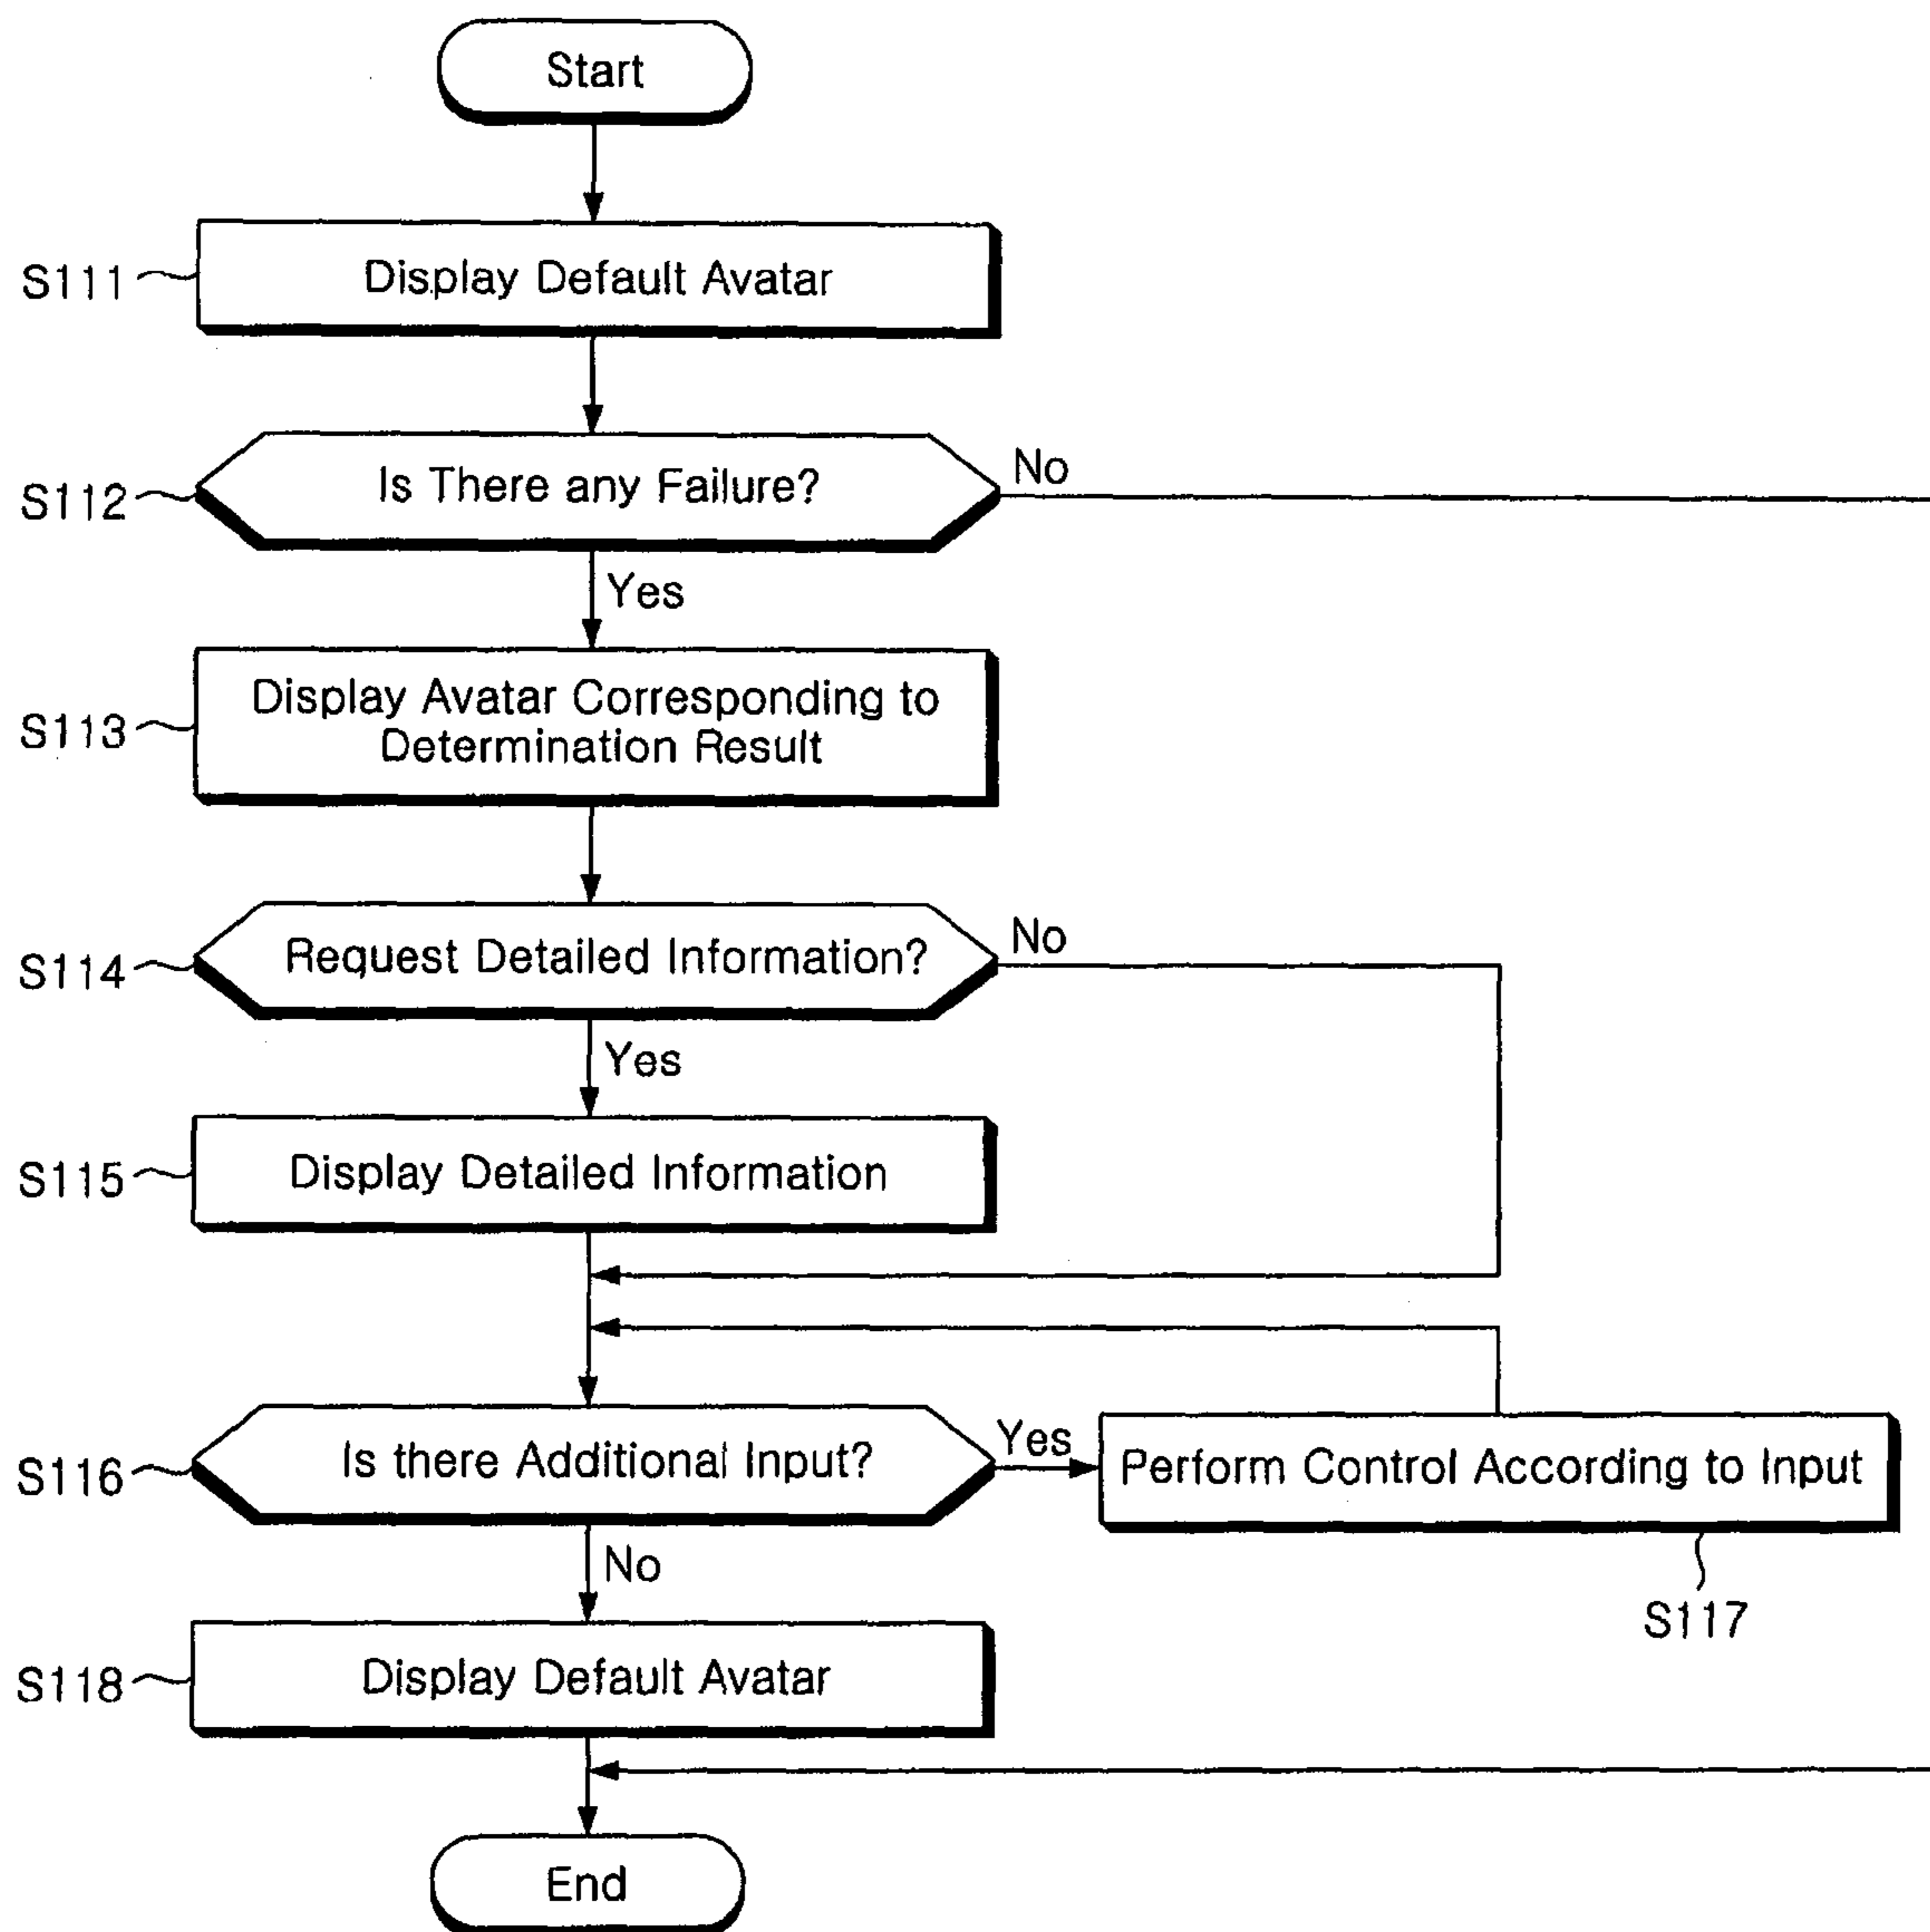 Start
S111
Display Default Avatar
S112
Is There any Failure?
No
Yes
S113
Display Avatar Corresponding to
Determination Result
S114
Request Detailed Information?
No
Yes
S115
Display Detailed Information
S116
Is there Additional Input?
Yes
Perform Control According to Input
S117
No
S118
Display Default Avatar
End